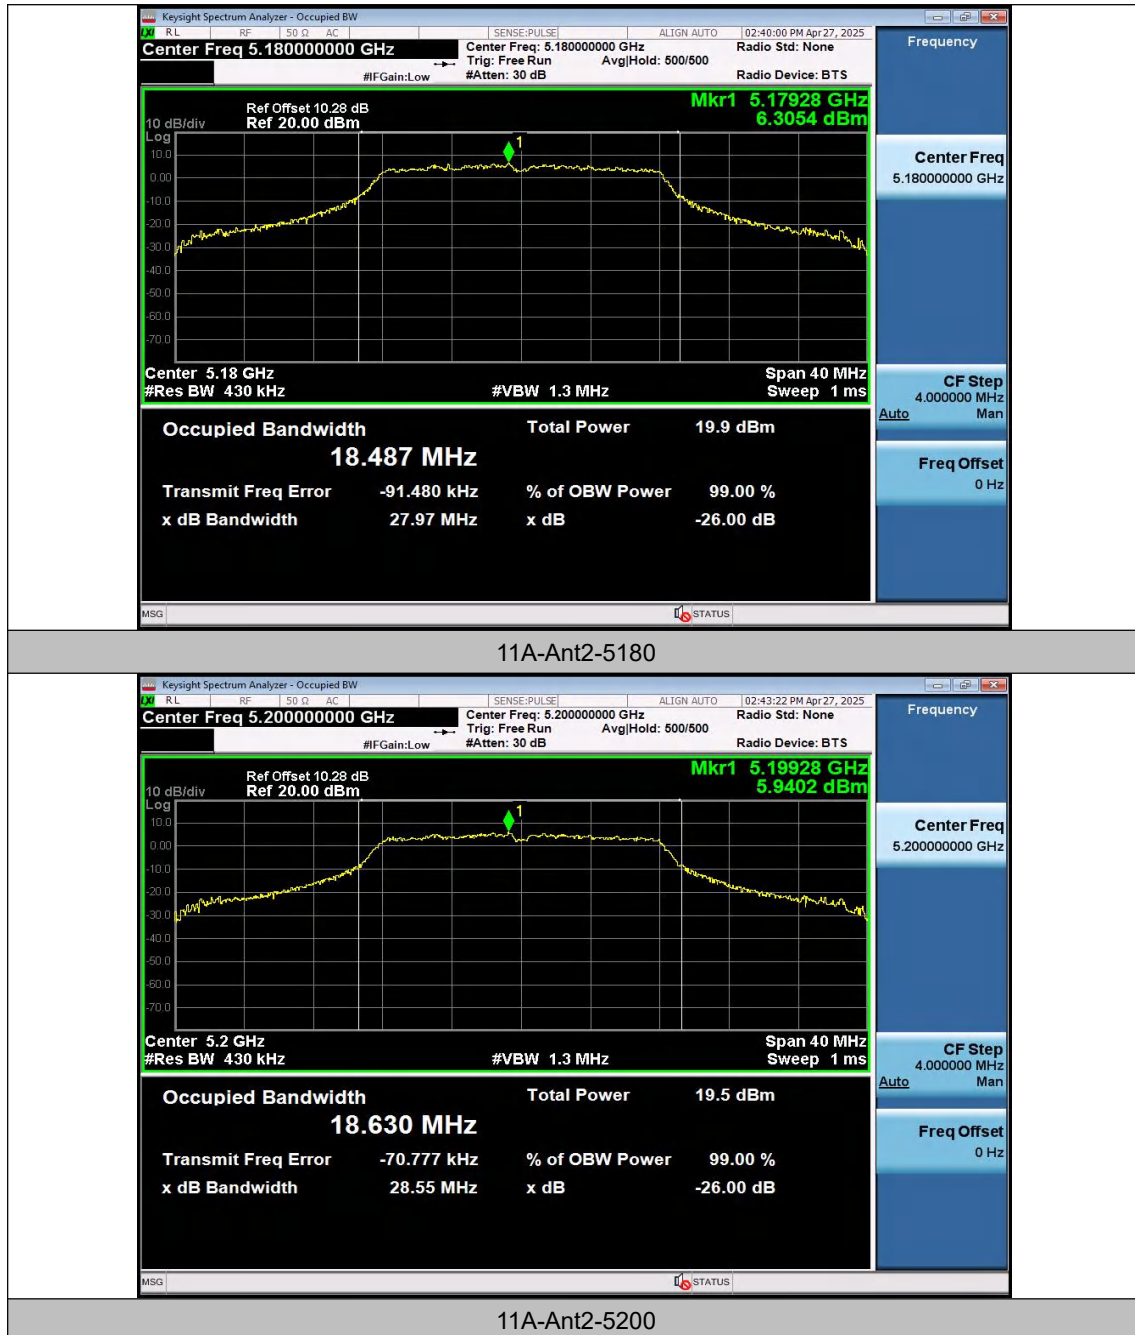 Keysight Spectrum Analyzer - Occupied BW
LXI RL RF 50 Ω AC SENSE:PULSE ALIGN AUTO 02:40:00 PM Apr 27, 2025
Center Freq 5.180000000 GHz Center Freq: 5.180000000 GHz Radio Std: None Frequency
Trig: Free Run Avg|Hold: 500/500
#IFGain:Low #Atten: 30 dB Radio Device: BTS
Mkr1 5.17928 GHz
Ref Offset 10.28 dB
10 dB/div Ref 20.00 dBm 6.3054 dBm
Log
1
10.0
0.00
-10.0
-20.0
-30.0
-40.0
-50.0
-60.0
-70.0
Center Freq
5.180000000 GHz
Center 5.18 GHz Span 40 MHz
#Res BW 430 kHz #VBW 1.3 MHz Sweep 1 ms
CF Step
4.000000 MHz
Auto Man
Occupied Bandwidth Total Power 19.9 dBm
18.487 MHz
Freq Offset
0 Hz
Transmit Freq Error -91.480 kHz % of OBW Power 99.00 %
x dB Bandwidth 27.97 MHz x dB -26.00 dB
MSG STATUS
11A-Ant2-5180
Keysight Spectrum Analyzer - Occupied BW
LXI RL RF 50 Ω AC SENSE:PULSE ALIGN AUTO 02:43:22 PM Apr 27, 2025
Center Freq 5.200000000 GHz Center Freq: 5.200000000 GHz Radio Std: None Frequency
Trig: Free Run Avg|Hold: 500/500
#IFGain:Low #Atten: 30 dB Radio Device: BTS
Mkr1 5.19928 GHz
Ref Offset 10.28 dB
10 dB/div Ref 20.00 dBm 5.9402 dBm
Log
1
10.0
0.00
-10.0
-20.0
-30.0
-40.0
-50.0
-60.0
-70.0
Center Freq
5.200000000 GHz
Center 5.2 GHz Span 40 MHz
#Res BW 430 kHz #VBW 1.3 MHz Sweep 1 ms
CF Step
4.000000 MHz
Auto Man
Occupied Bandwidth Total Power 19.5 dBm
18.630 MHz
Freq Offset
0 Hz
Transmit Freq Error -70.777 kHz % of OBW Power 99.00 %
x dB Bandwidth 28.55 MHz x dB -26.00 dB
MSG STATUS
11A-Ant2-5200